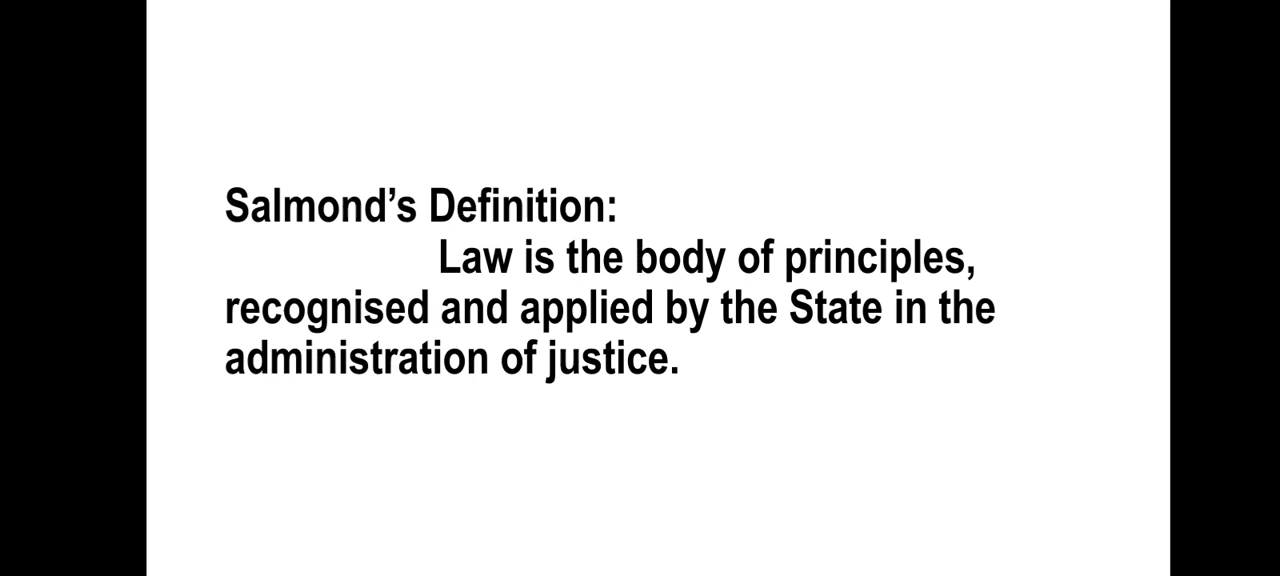 Salmond’s Definition:
Law is the body of principles,
recognised and applied by the State in the
administration of justice.